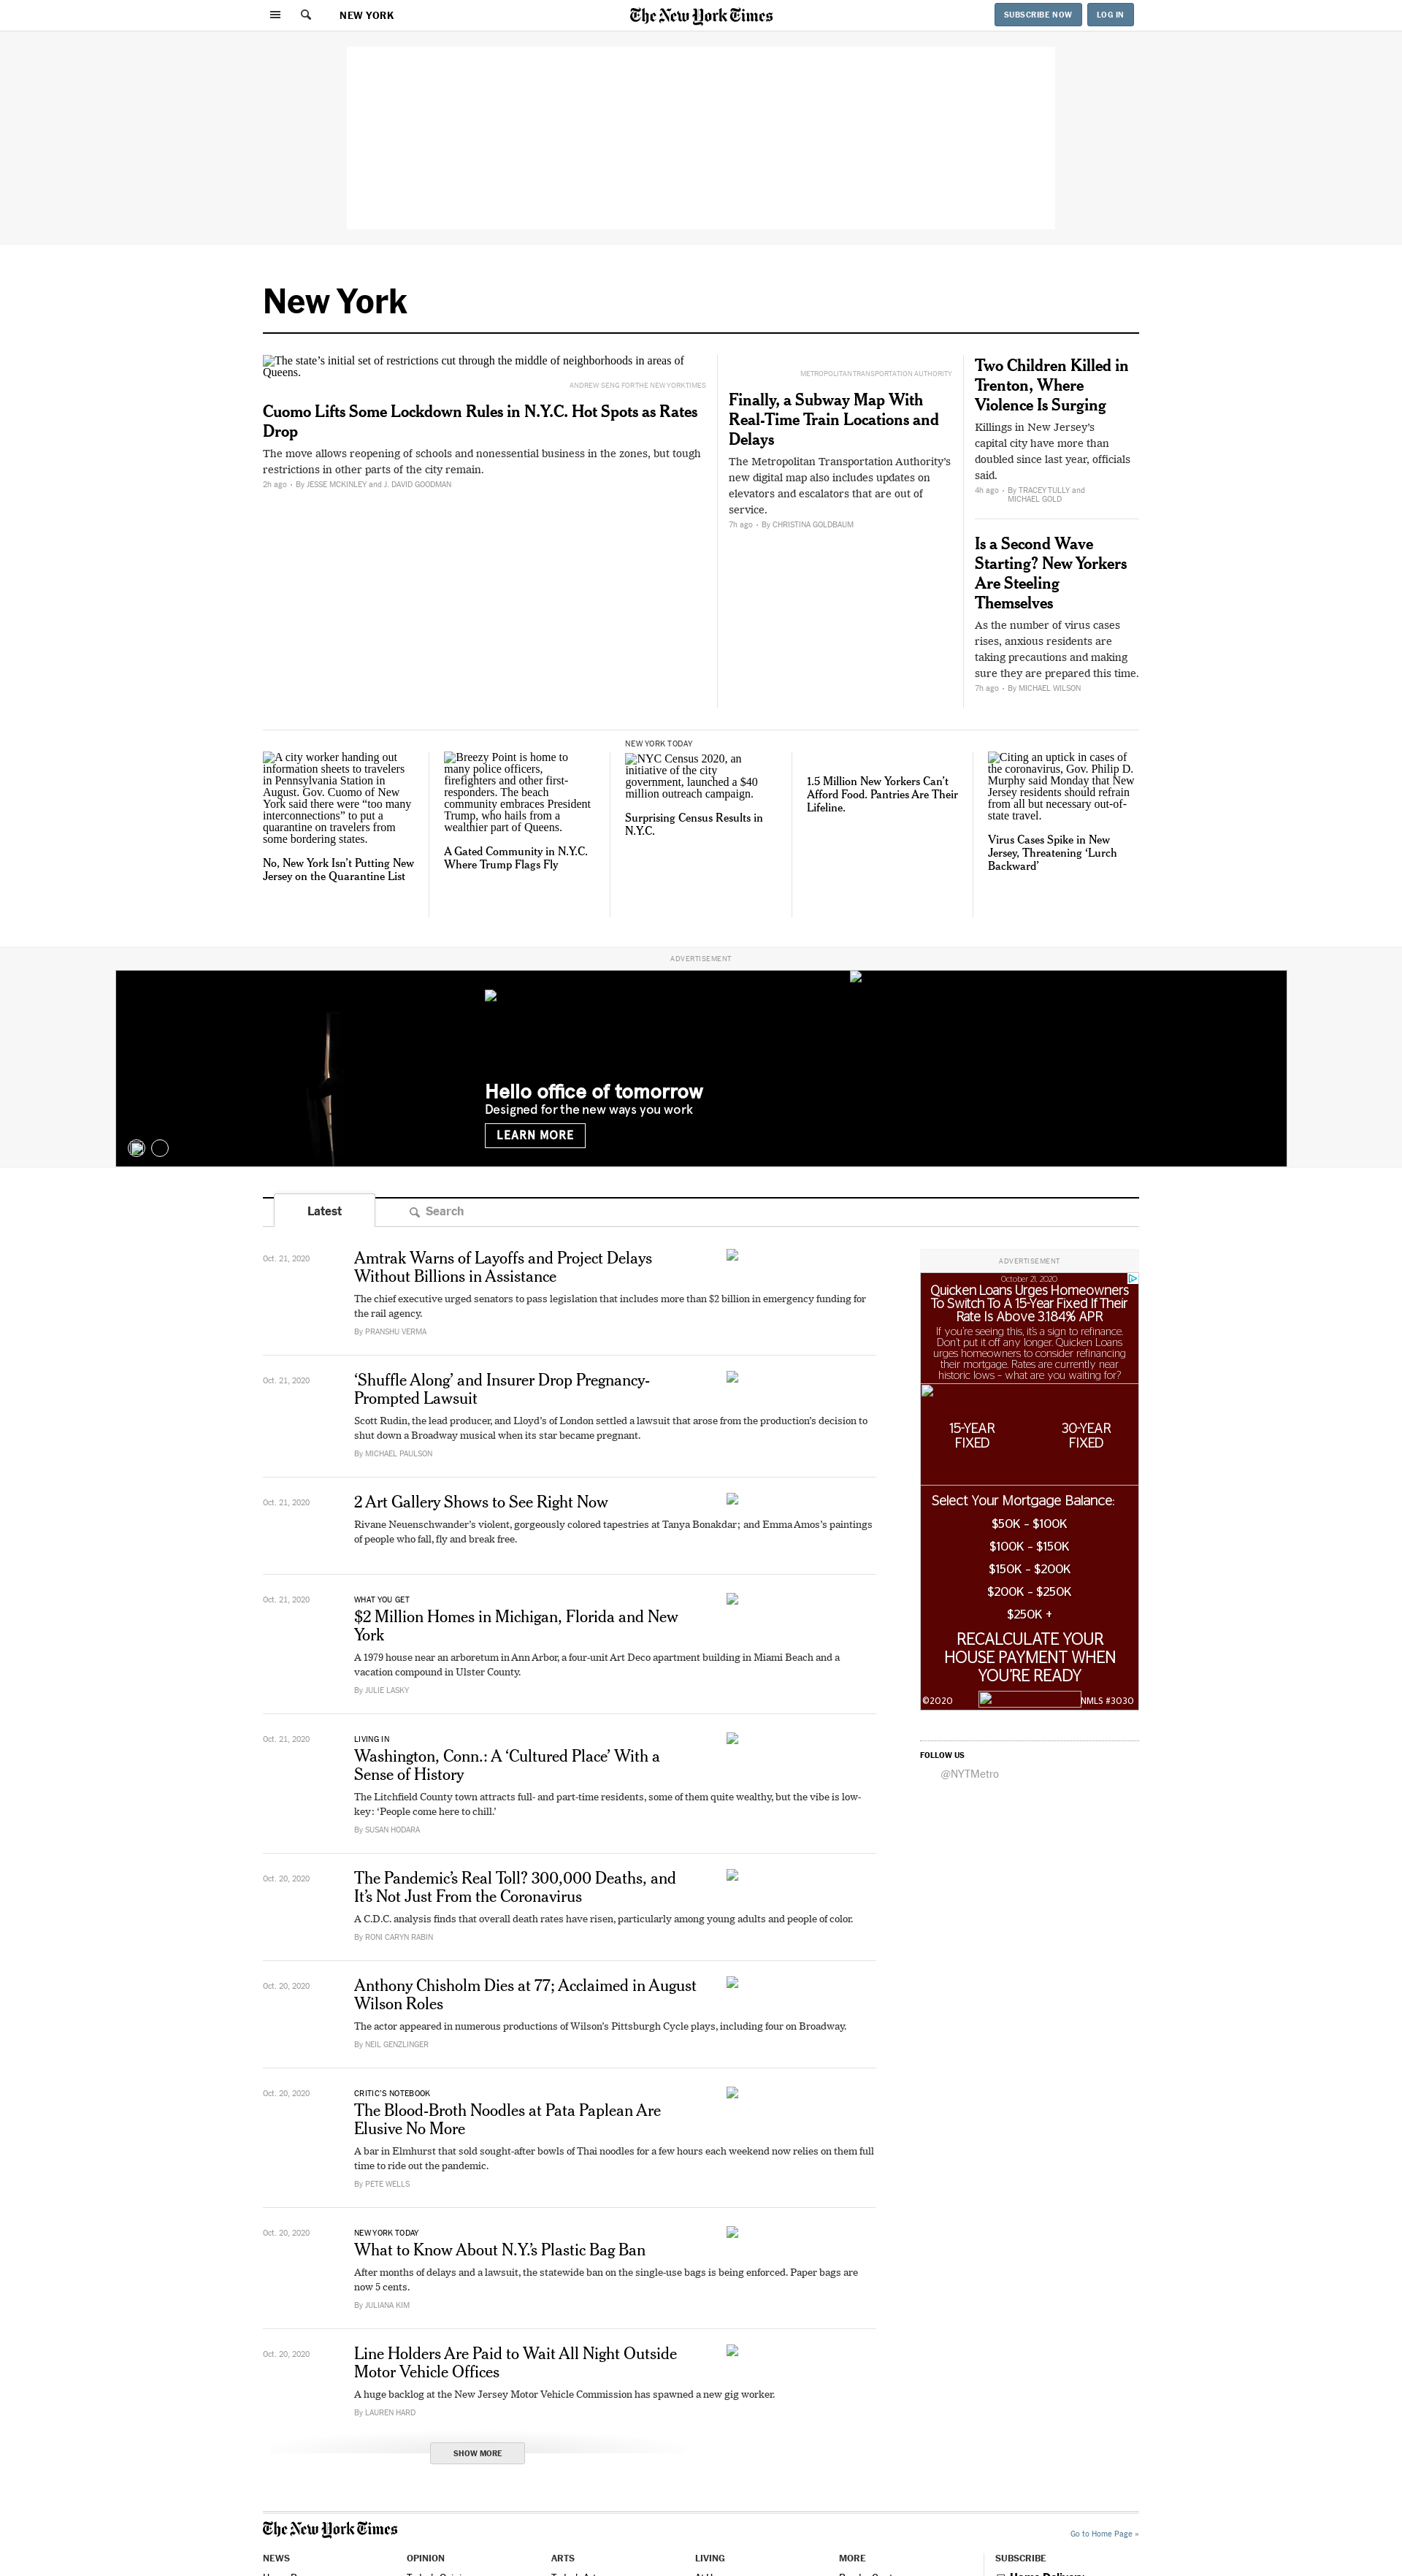 NEW YORK
The New York Times
SUBSCRIBE NOW
LOG IN
New York
The state's initial set of restrictions cut through the middle of neighborhoods in areas of
Queens.
ANDREW SENG FOR THE NEW YORK TIMES
Cuomo Lifts Some Lockdown Rules in N.Y.C. Hot Spots as Rates
Drop
The move allows reopening of schools and nonessential business in the zones, but tough
restrictions in other parts of the city remain.
2h ago • By JESSE MCKINLEY and J. DAVID GOODMAN
METROPOLITAN TRANSPORTATION AUTHORITY
Finally, a Subway Map With
Real-Time Train Locations and
Delays
The Metropolitan Transportation Authority's
new digital map also includes updates on
elevators and escalators that are out of
service.
7h ago • By CHRISTINA GOLDBAUM
Two Children Killed in
Trenton, Where
Violence Is Surging
Killings in New Jersey's
capital city have more than
doubled since last year, officials
said.
4h ago • By TRACEY TULLY and
MICHAEL GOLD
Is a Second Wave
Starting? New Yorkers
Are Steeling
Themselves
As the number of virus cases
rises, anxious residents are
taking precautions and making
sure they are prepared this time.
7h ago • By MICHAEL WILSON
A city worker handing out
information sheets to travelers
in Pennsylvania Station in
August. Gov. Cuomo of New
York said there were “too many
interconnections” to put a
quarantine on travelers from
some bordering states.
No, New York Isn’t Putting New
Jersey on the Quarantine List
Breezy Point is home to
many police officers,
firefighters and other first-
responders. The beach
community embraces President
Trump, who hails from a
wealthier part of Queens.
A Gated Community in N.Y.C.
Where Trump Flags Fly
NEW YORK TODAY
NYC Census 2020, an
initiative of the city
government, launched a $40
million outreach campaign.
Surprising Census Results in
N.Y.C.
1.5 Million New Yorkers Can’t
Afford Food. Pantries Are Their
Lifeline.
Citing an uptick in cases of
the coronavirus, Gov. Philip D.
Murphy said Monday that New
Jersey residents should refrain
from all but necessary out-of-
state travel.
Virus Cases Spike in New
Jersey, Threatening ‘Lurch
Backward’
ADVERTISEMENT
Hello office of tomorrow
Designed for the new ways you work
LEARN MORE
Latest
Search
Oct. 21, 2020
Amtrak Warns of Layoffs and Project Delays
Without Billions in Assistance
The chief executive urged senators to pass legislation that includes more than $2 billion in emergency funding for
the rail agency.
By PRANSHU VERMA
Oct. 21, 2020
‘Shuffle Along’ and Insurer Drop Pregnancy-
Prompted Lawsuit
Scott Rudin, the lead producer, and Lloyd’s of London settled a lawsuit that arose from the production’s decision to
shut down a Broadway musical when its star became pregnant.
By MICHAEL PAULSON
Oct. 21, 2020
2 Art Gallery Shows to See Right Now
Rivane Neuenschwander’s violent, gorgeously colored tapestries at Tanya Bonakdar; and Emma Amos’s paintings
of people who fall, fly and break free.
Oct. 21, 2020
WHAT YOU GET
$2 Million Homes in Michigan, Florida and New
York
A 1979 house near an arboretum in Ann Arbor, a four-unit Art Deco apartment building in Miami Beach and a
vacation compound in Ulster County.
By JULIE LASKY
Oct. 21, 2020
LIVING IN
Washington, Conn.: A ‘Cultured Place’ With a
Sense of History
The Litchfield County town attracts full- and part-time residents, some of them quite wealthy, but the vibe is low-
key: ‘People come here to chill.’
By SUSAN HODARA
Oct. 20, 2020
The Pandemic’s Real Toll? 300,000 Deaths, and
It’s Not Just From the Coronavirus
A C.D.C. analysis finds that overall death rates have risen, particularly among young adults and people of color.
By RONI CARYN RABIN
Oct. 20, 2020
Anthony Chisholm Dies at 77; Acclaimed in August
Wilson Roles
The actor appeared in numerous productions of Wilson’s Pittsburgh Cycle plays, including four on Broadway.
By NEIL GENZLINGER
Oct. 20, 2020
CRITIC’S NOTEBOOK
The Blood-Broth Noodles at Pata Paplean Are
Elusive No More
A bar in Elmhurst that sold sought-after bowls of Thai noodles for a few hours each weekend now relies on them full
time to ride out the pandemic.
By PETE WELLS
Oct. 20, 2020
NEW YORK TODAY
What to Know About N.Y.’s Plastic Bag Ban
After months of delays and a lawsuit, the statewide ban on the single-use bags is being enforced. Paper bags are
now 5 cents.
By JULIANA KIM
Oct. 20, 2020
Line Holders Are Paid to Wait All Night Outside
Motor Vehicle Offices
A huge backlog at the New Jersey Motor Vehicle Commission has spawned a new gig worker.
By LAUREN HARD
SHOW MORE
ADVERTISEMENT
October 21, 2020
Quicken Loans Urges Homeowners
To Switch To A 15-Year Fixed If Their
Rate Is Above 3.184% APR
If you’re seeing this, it’s a sign to refinance.
Don’t put it off any longer. Quicken Loans
urges homeowners to consider refinancing
their mortgage. Rates are currently near
historic lows – what are you waiting for?
15-YEAR
FIXED
30-YEAR
FIXED
Select Your Mortgage Balance:
$50K – $100K
$100K – $150K
$150K – $200K
$200K – $250K
$250K +
RECALCULATE YOUR
HOUSE PAYMENT WHEN
YOU’RE READY
©2020
NMLS #3030
FOLLOW US
@NYTMetro
The New York Times
Go to Home Page »
NEWS
OPINION
ARTS
LIVING
MORE
SUBSCRIBE